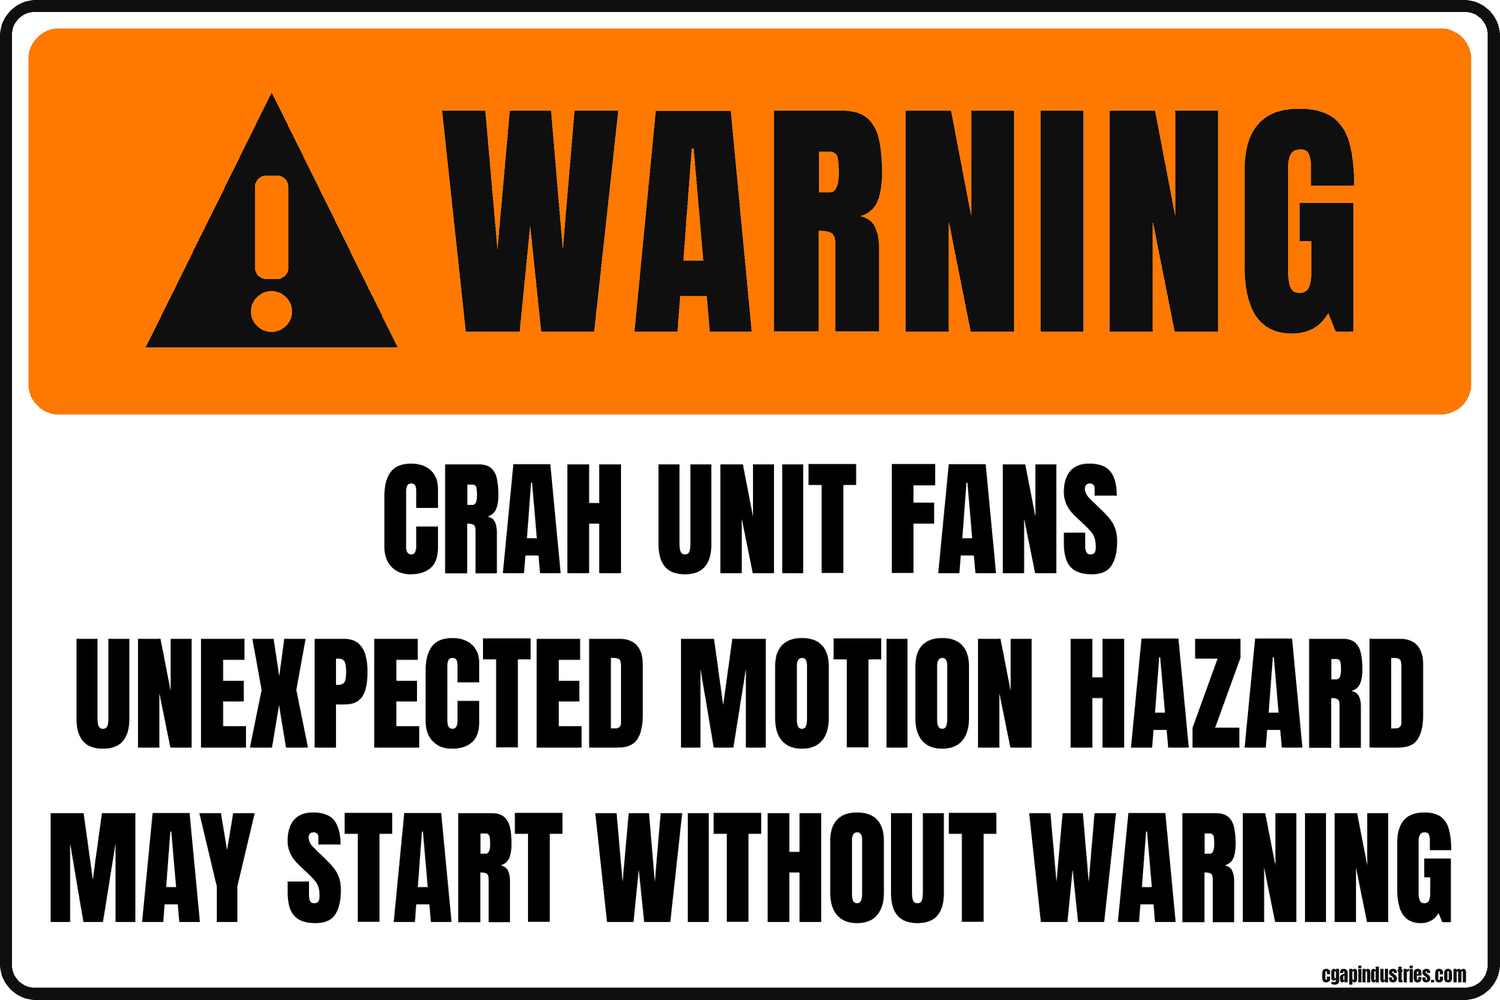 WARNING
CRAH UNIT FANS
UNEXPECTED MOTION HAZARD
MAY START WITHOUT WARNING
cgapindustries.com